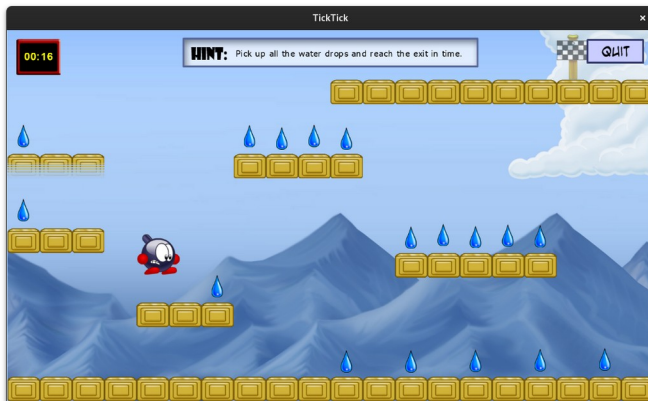 TickTick
00:16
HINT: Pick up all the water drops and reach the exit in time.
QUIT